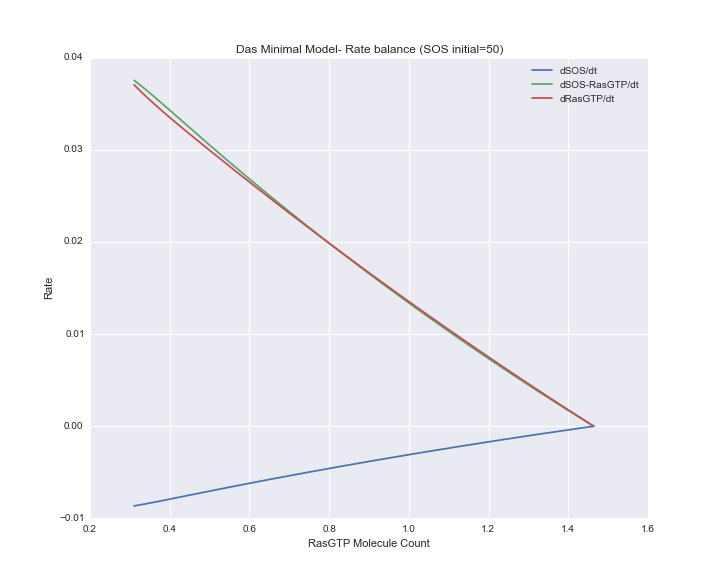 Das Minimal Model- Rate balance (SOS initial=50)
dSOS/dt
dSOS-RasGTP/dt
dRasGTP/dt
0.04
0.03
0.02
0.01
0.00
−0.01
Rate
0.2 0.4 0.6 0.8 1.0 1.2 1.4 1.6
RasGTP Molecule Count